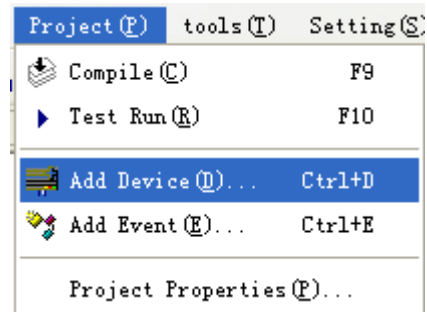 Project(P) tools(T) Setting(S)
Compile(C) F9
Test Run(R) F10
Add Device(D)... Ctrl+D
Add Event(E)... Ctrl+E
Project Properties(P)...